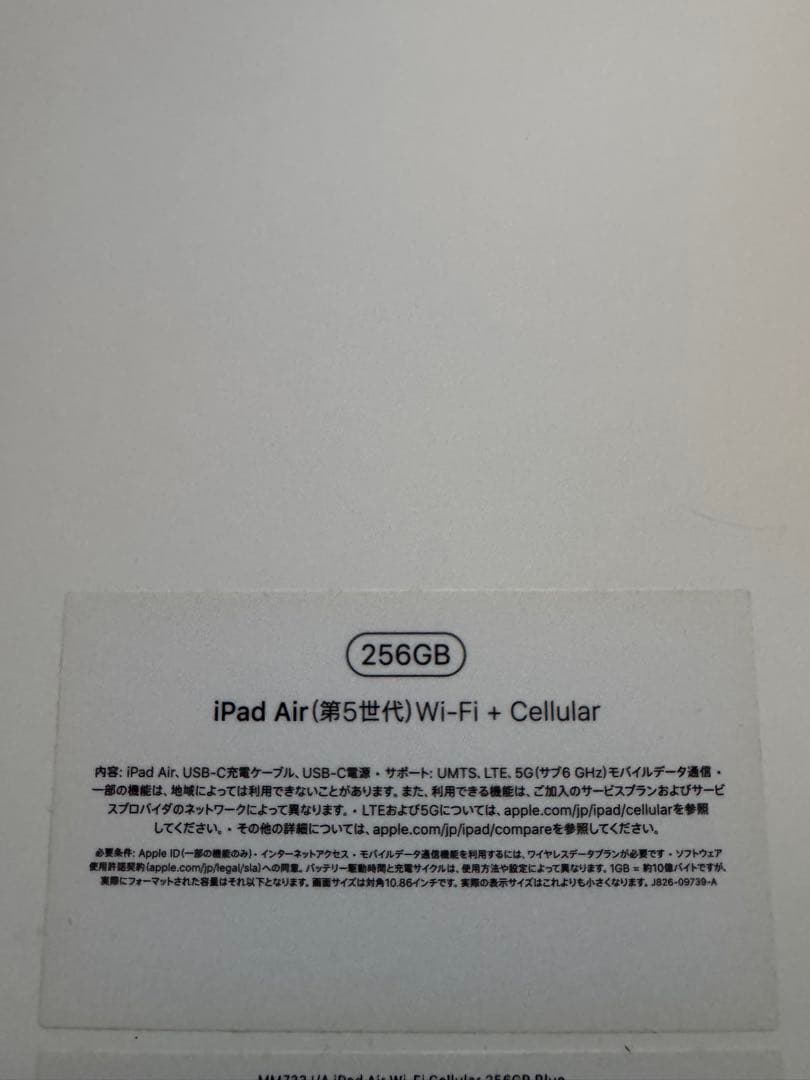 256GB
iPad Air(第5世代)Wi-Fi + Cellular
内容: iPad Air、USB-C充電ケーブル、USB-C電源・サポート: UMTS、LTE、5G(サブ6 GHz)モバイルデータ通信・
一部の機能は、地域によっては利用できないことがあります。また、利用できる機能は、ご加入のサービスプランおよびサービ
スプロバイダのネットワークによって異なります。・LTEおよび5Gについては、apple.com/jp/ipad/cellularを参照
してください。・その他の詳細については、apple.com/jp/ipad/compareを参照してください。
必要条件: Apple ID(一部の機能のみ)・インターネットアクセス・モバイルデータ通信機能を利用するには、ワイヤレスデータプランが必要です・ソフトウェア
使用許諾契約(apple.com/jp/legal/sla)への同意。バッテリー駆動時間と充電サイクルは、使用方法や設定によって異なります。1GB = 約10億バイトですが、
実際にフォーマットされた容量はそれ以下となります。画面サイズは対角10.86インチです。実際の表示サイズはこれよりも小さくなります。J826-09739-A
iPad Air Wi-Fi Cellular 256GB Blue